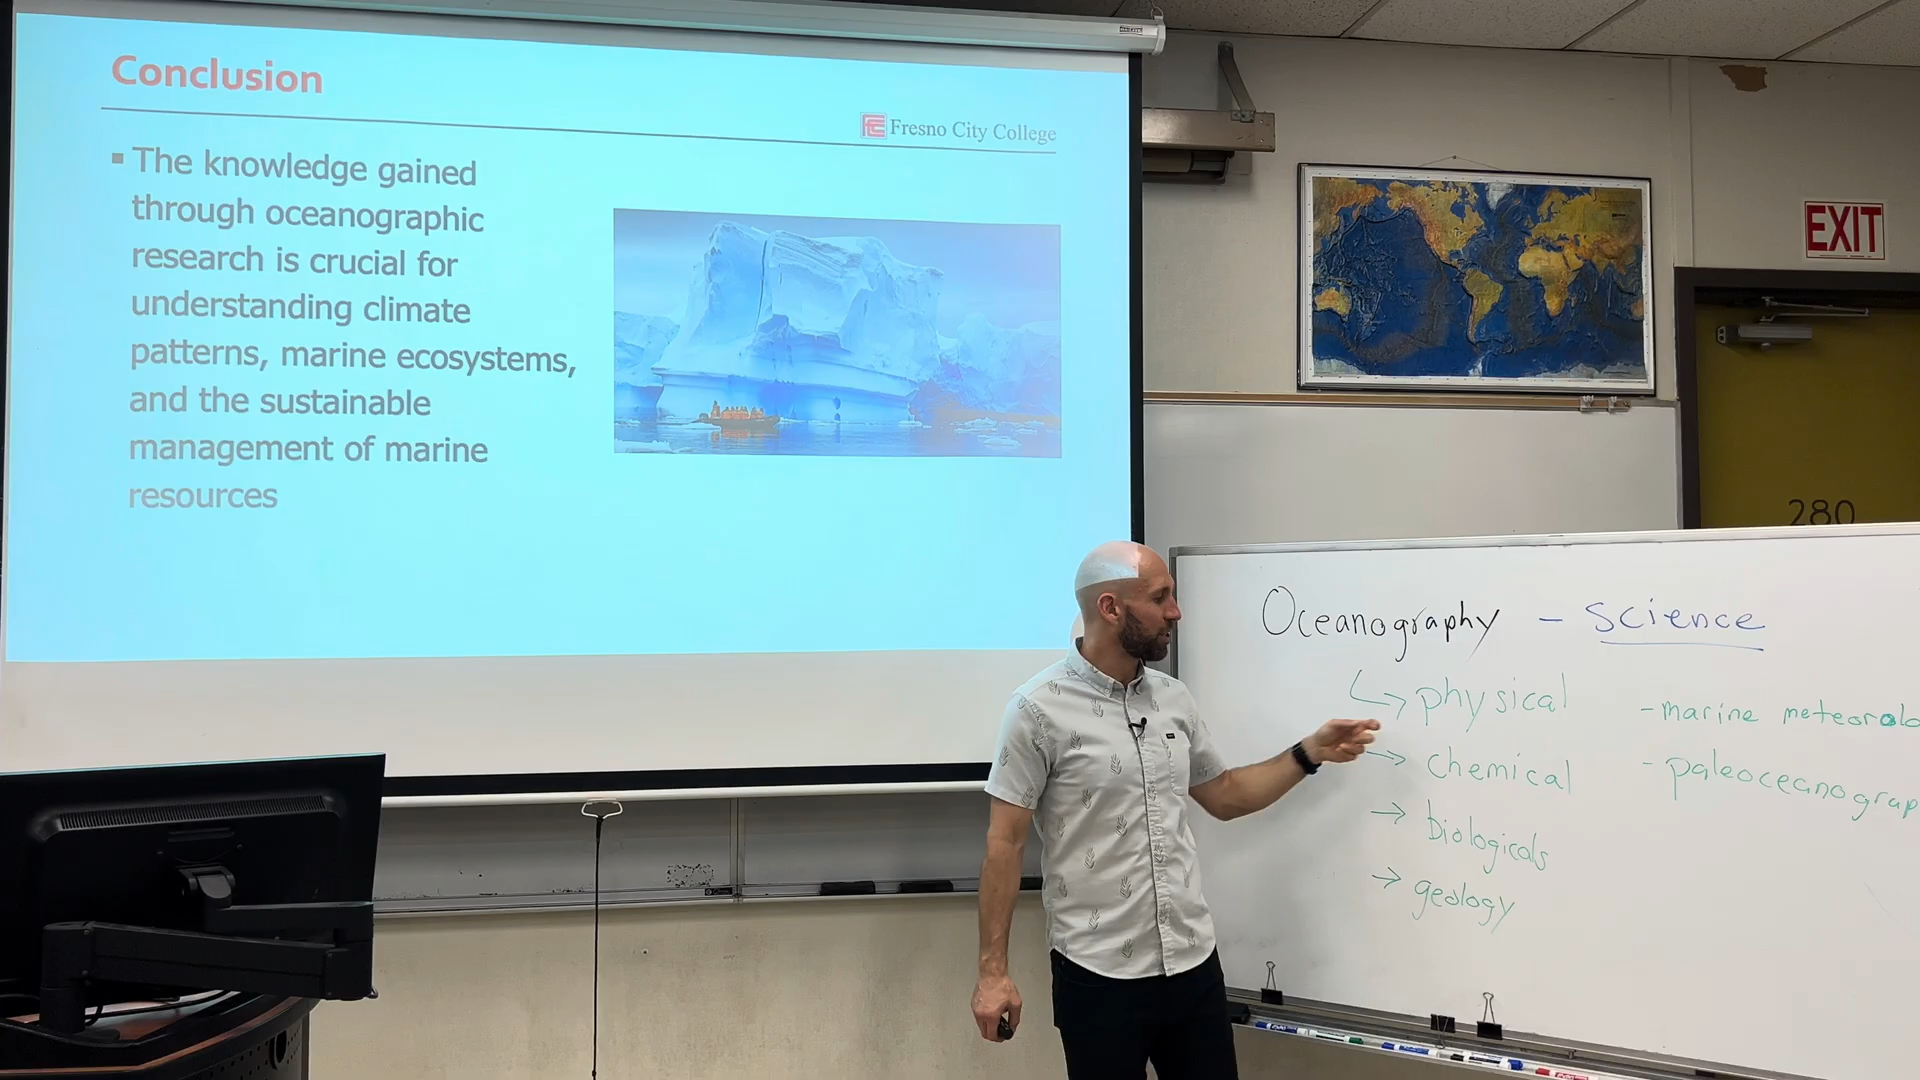 Conclusion
Fresno City College
▪ The knowledge gained
through oceanographic
research is crucial for
understanding climate
patterns, marine ecosystems,
and the sustainable
management of marine
resources
EXIT
280
Oceanography - science
↳ physical
→ chemical
→ biologicals
→ geology
- marine meteorolo
- paleoceanograp